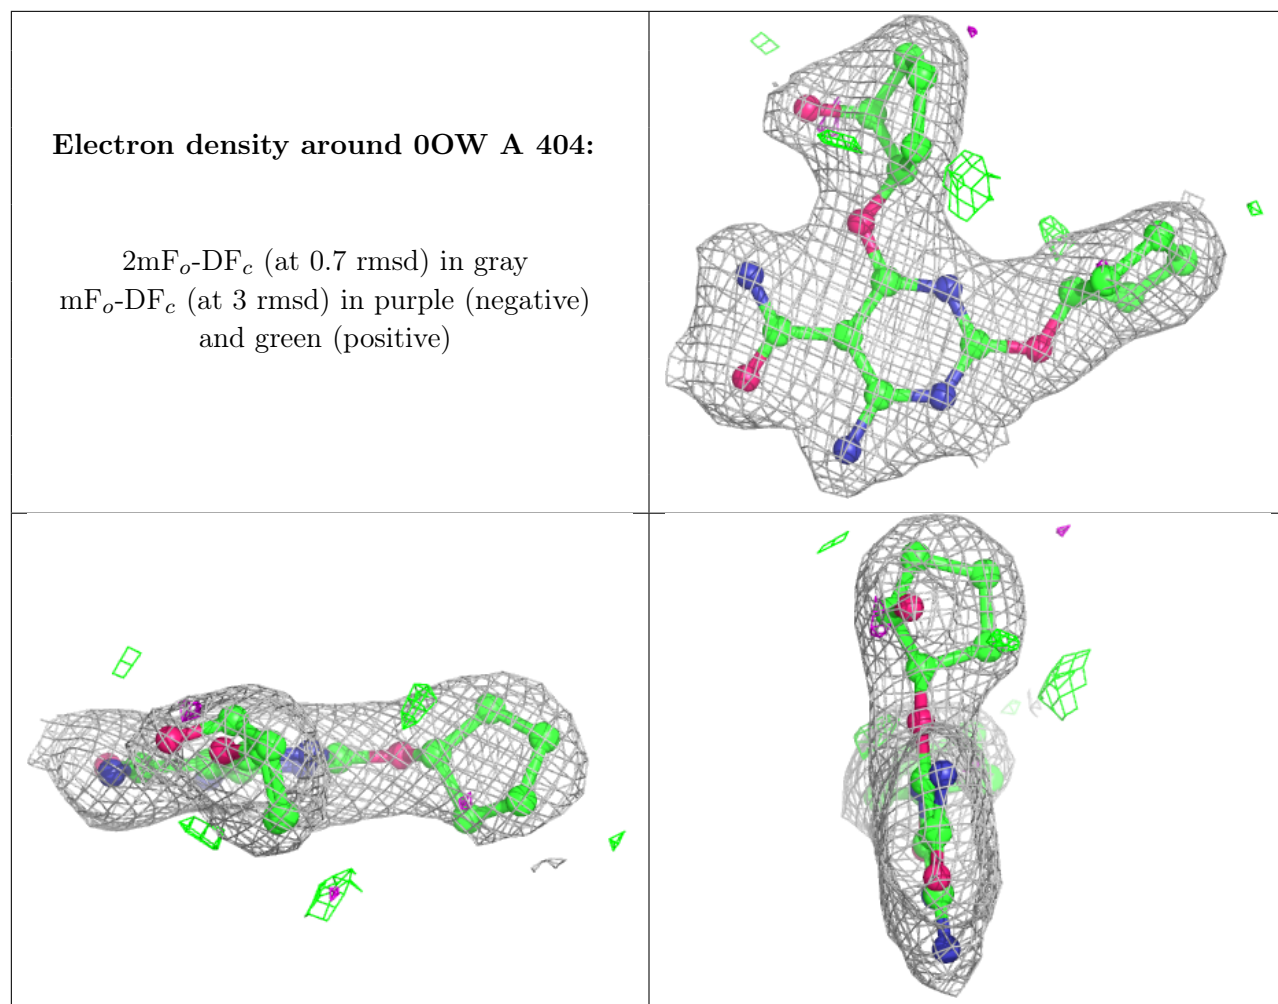 Electron density around 0OW A 404:
2mFo-DFc (at 0.7 rmsd) in gray
mFo-DFc (at 3 rmsd) in purple (negative)
and green (positive)